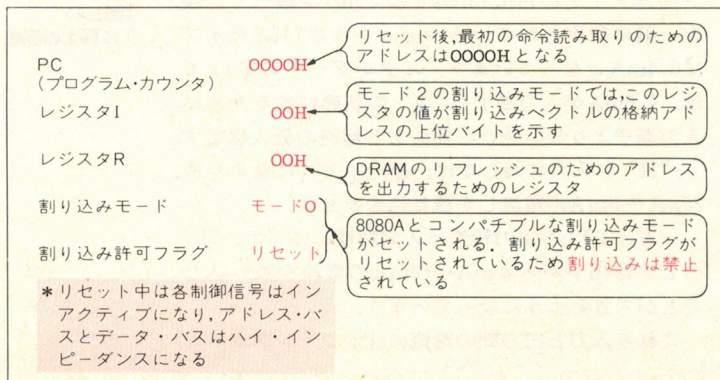 PC
(プログラム・カウンタ)
0000H
リセット後,最初の命令読み取りのための
アドレスは0000Hとなる
レジスタI
00H
モード2の割り込みモードでは,このレジ
スタの値が割り込みベクトルの格納アド
レスの上位バイトを示す
レジスタR
00H
DRAMのリフレッシュのためのアドレス
を出力するためのレジスタ
割り込みモード
モード0
割り込み許可フラグ
リセット
8080Aとコンパチブルな割り込みモード
がセットされる.割り込み許可フラグが
リセットされているため割り込みは禁止
されている
*リセット中は各制御信号はイン
アクティブになり,アドレス・バ
スとデータ・バスはハイ・イン
ピーダンスになる